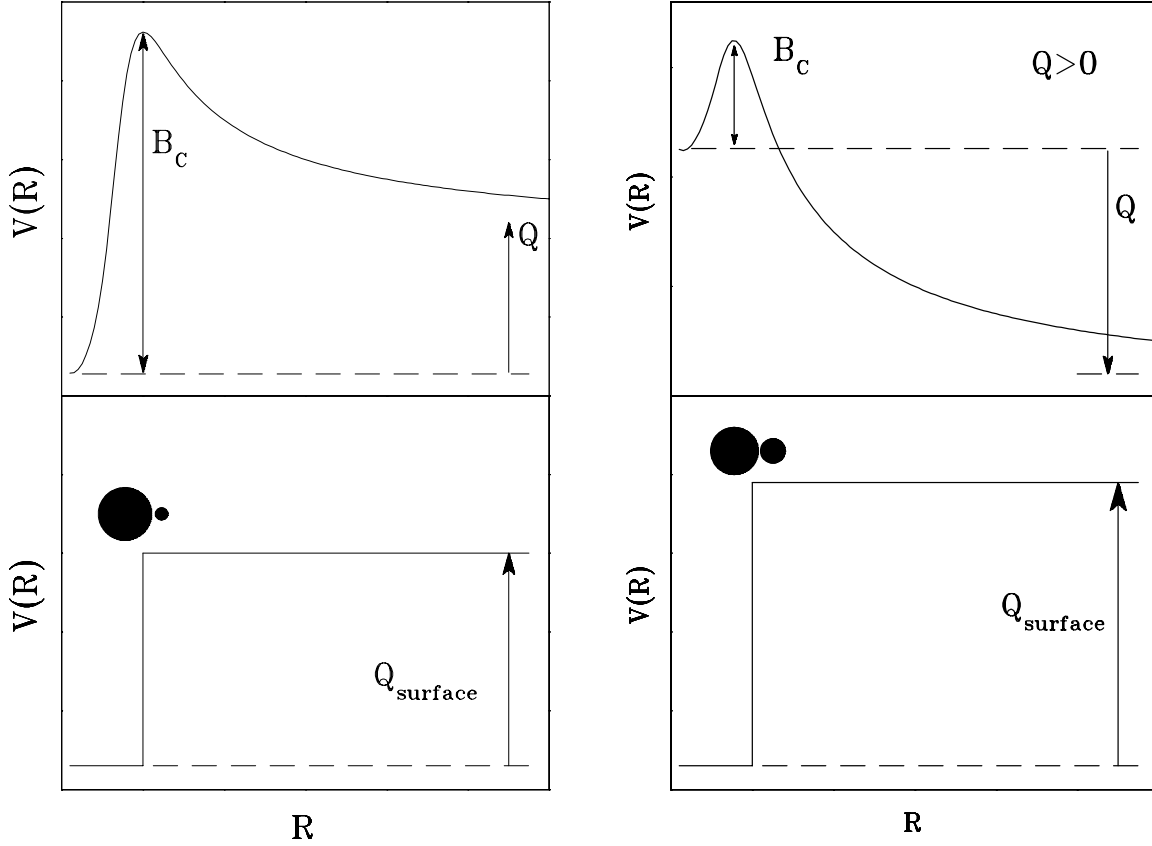 B_C
V(R)
Q
B_C
Q>0
V(R)
Q
V(R)
Q_surface
R
V(R)
Q_surface
R